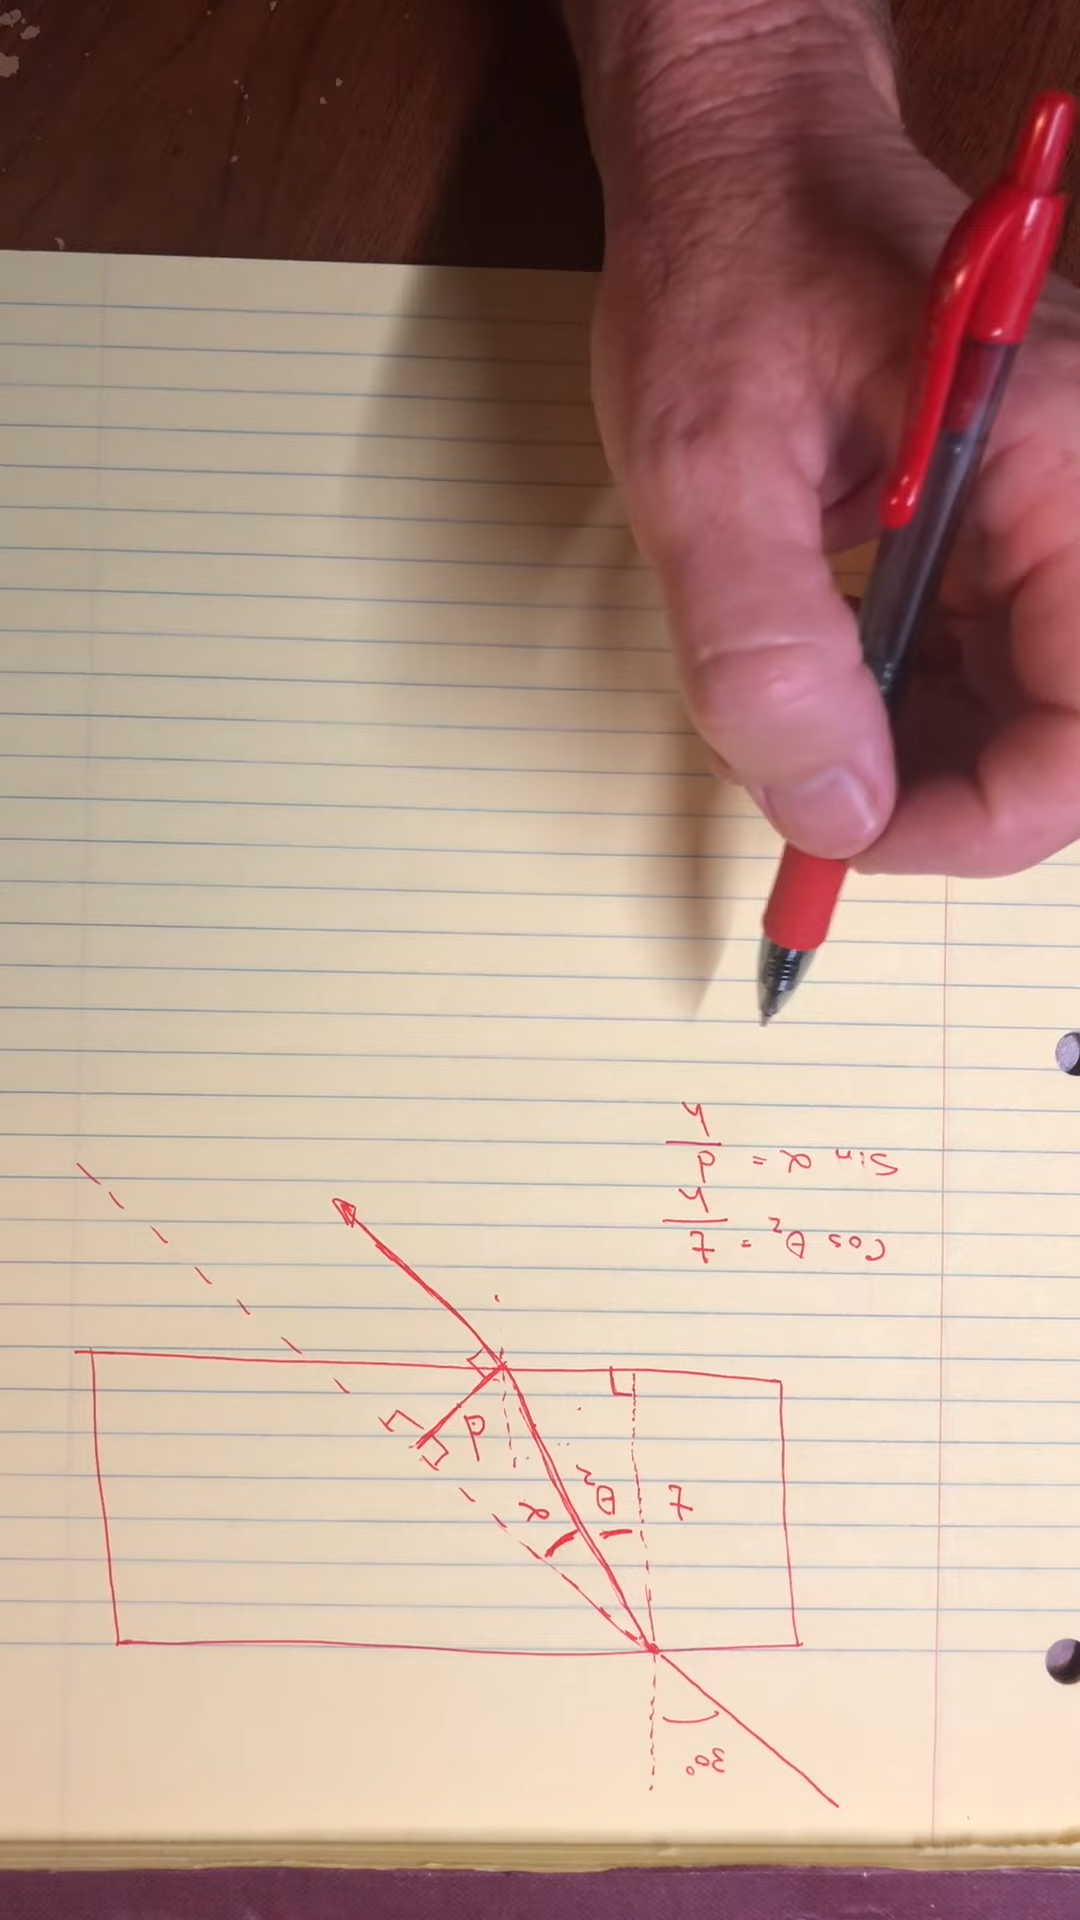 30°
t
θ₂
α
d
Cos θ₂ = t/h
Sin α = d/h